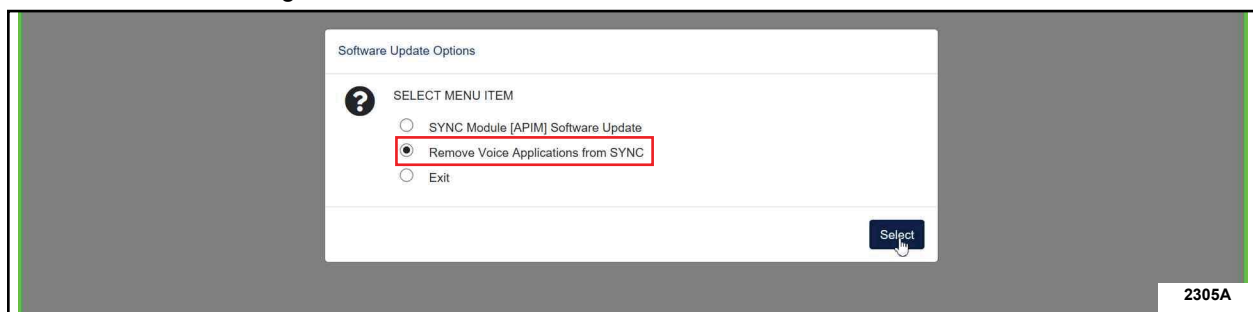 Software Update Options
SELECT MENU ITEM
SYNC Module [APIM] Software Update
Remove Voice Applications from SYNC
Exit
Select
2305A